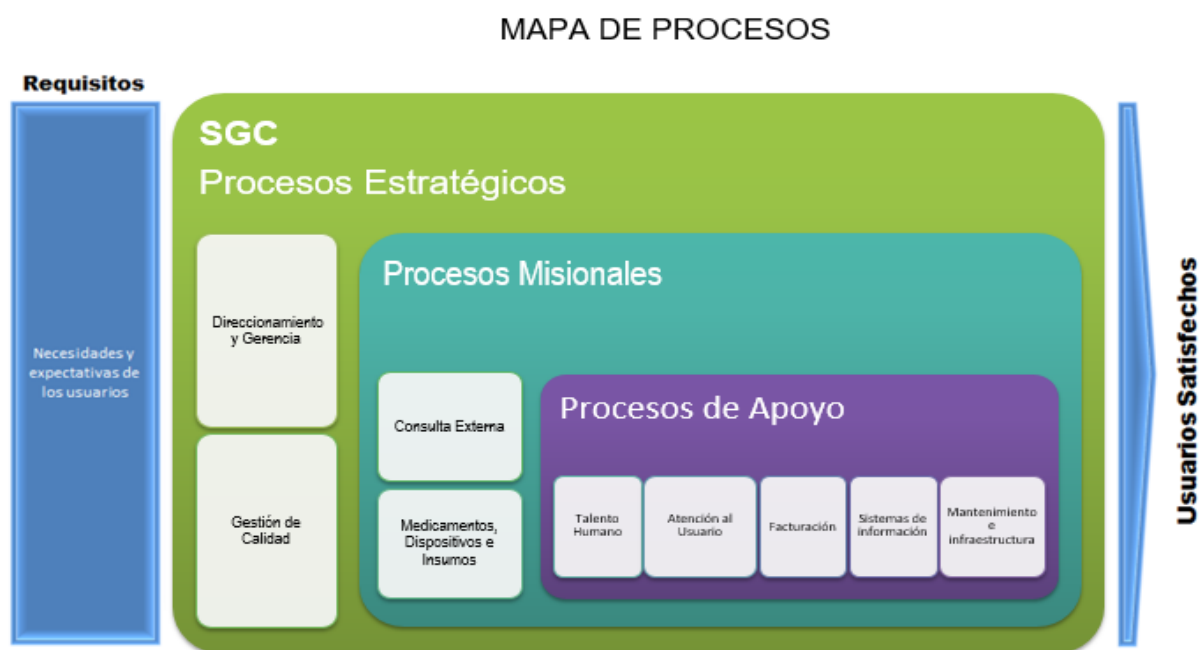 MAPA DE PROCESOS
Requisitos
Necesidades y
expectativas de
los usuarios
SGC
Procesos Estratégicos
Direccionamiento
y Gerencia
Gestión de
Calidad
Procesos Misionales
Consulta Externa
Medicamentos,
Dispositivos e
Insumos
Procesos de Apoyo
Talento
Humano
Atención al
Usuario
Facturación
Sistemas de
información
Mantenimiento
e
infraestructura
Usuarios Satisfechos